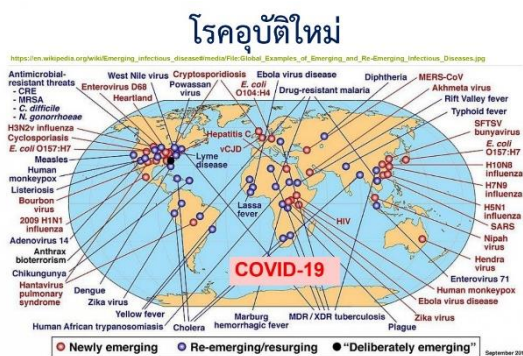 โรคอุบัติใหม่
https://en.wikipedia.org/wiki/Emerging_infectious_disease#/media/File:Global_Examples_of_Emerging_and_Re-Emerging_Infectious_Diseases.jpg
Antimicrobial-
resistant threats
- CRE
- MRSA
- C. difficile
- N. gonorrhoeae
H3N2v influenza
Cyclosporiasis
E. coli O157:H7
Measles
Human
monkeypox
Listeriosis
Bourbon
virus
2009 H1N1
influenza
Adenovirus 14
Anthrax
bioterrorism
Chikungunya
Hantavirus
pulmonary
syndrome
Enterovirus D68
Heartland
West Nile virus
Powassan
virus
Cryptosporidiosis
E. coli
O104:H4
Ebola virus disease
Drug-resistant malaria
Diphtheria
MERS-CoV
Akhmeta virus
Rift Valley fever
Typhoid fever
SFTSV
bunyavirus
E. coli
O157:H7
H10N8
influenza
H7N9
influenza
H5N1
influenza
SARS
Nipah
virus
Hendra
virus
Enterovirus 71
Human monkeypox
Ebola virus disease
Zika virus
Hepatitis C
vCJD
Lyme
disease
Lassa
fever
HIV
COVID-19
Dengue
Zika virus
Yellow fever
Human African trypanosomiasis
Cholera
Marburg
hemorrhagic fever
MDR / XDR tuberculosis
Plague
Newly emerging
Re-emerging/resurging
"Deliberately emerging"